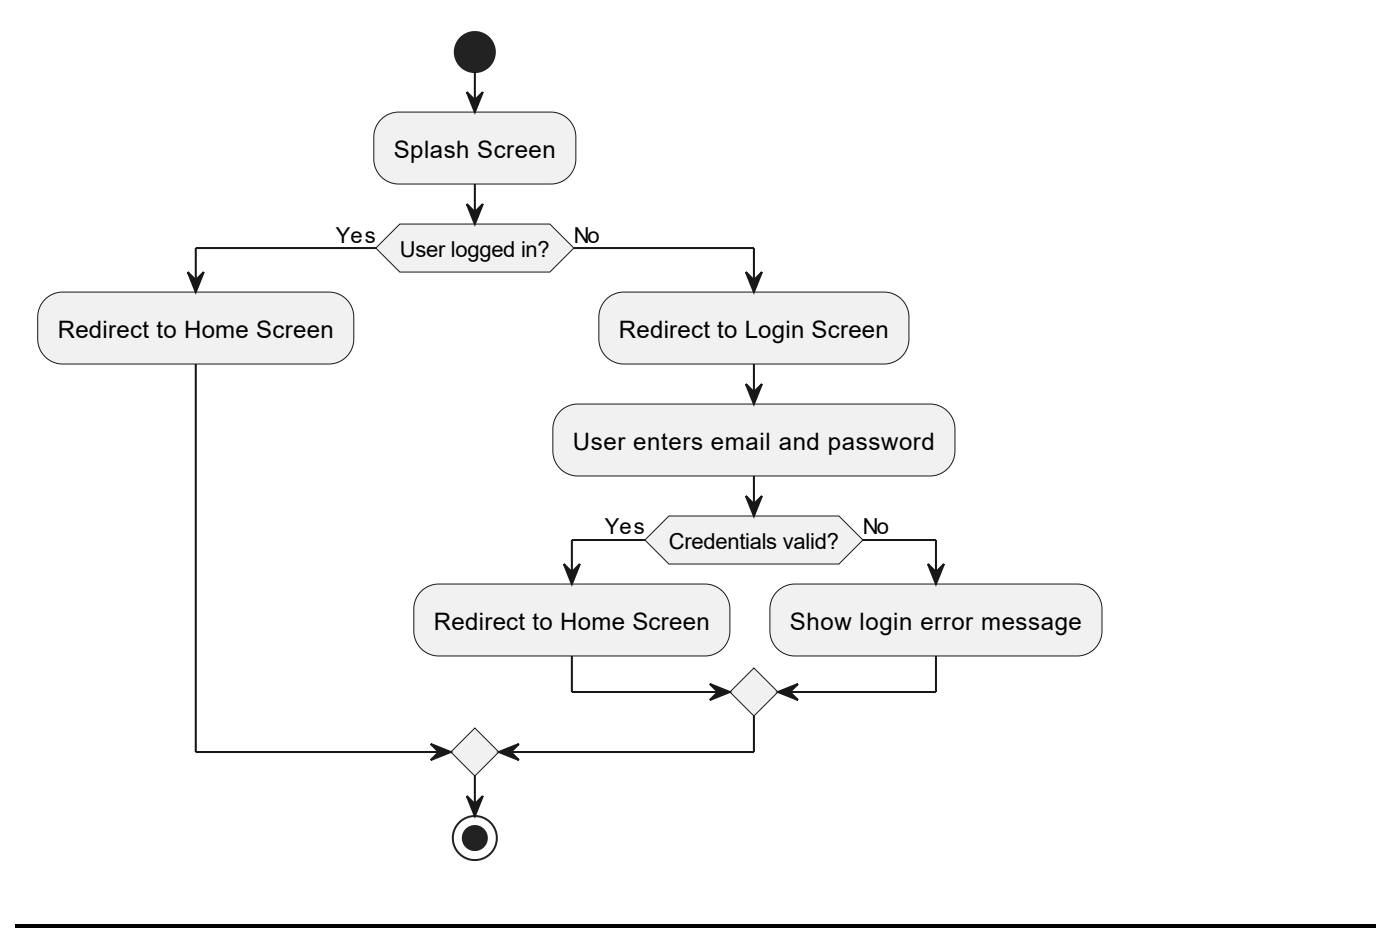 Splash Screen
Yes
User logged in?
No
Redirect to Home Screen
Redirect to Login Screen
User enters email and password
Yes
Credentials valid?
No
Redirect to Home Screen
Show login error message